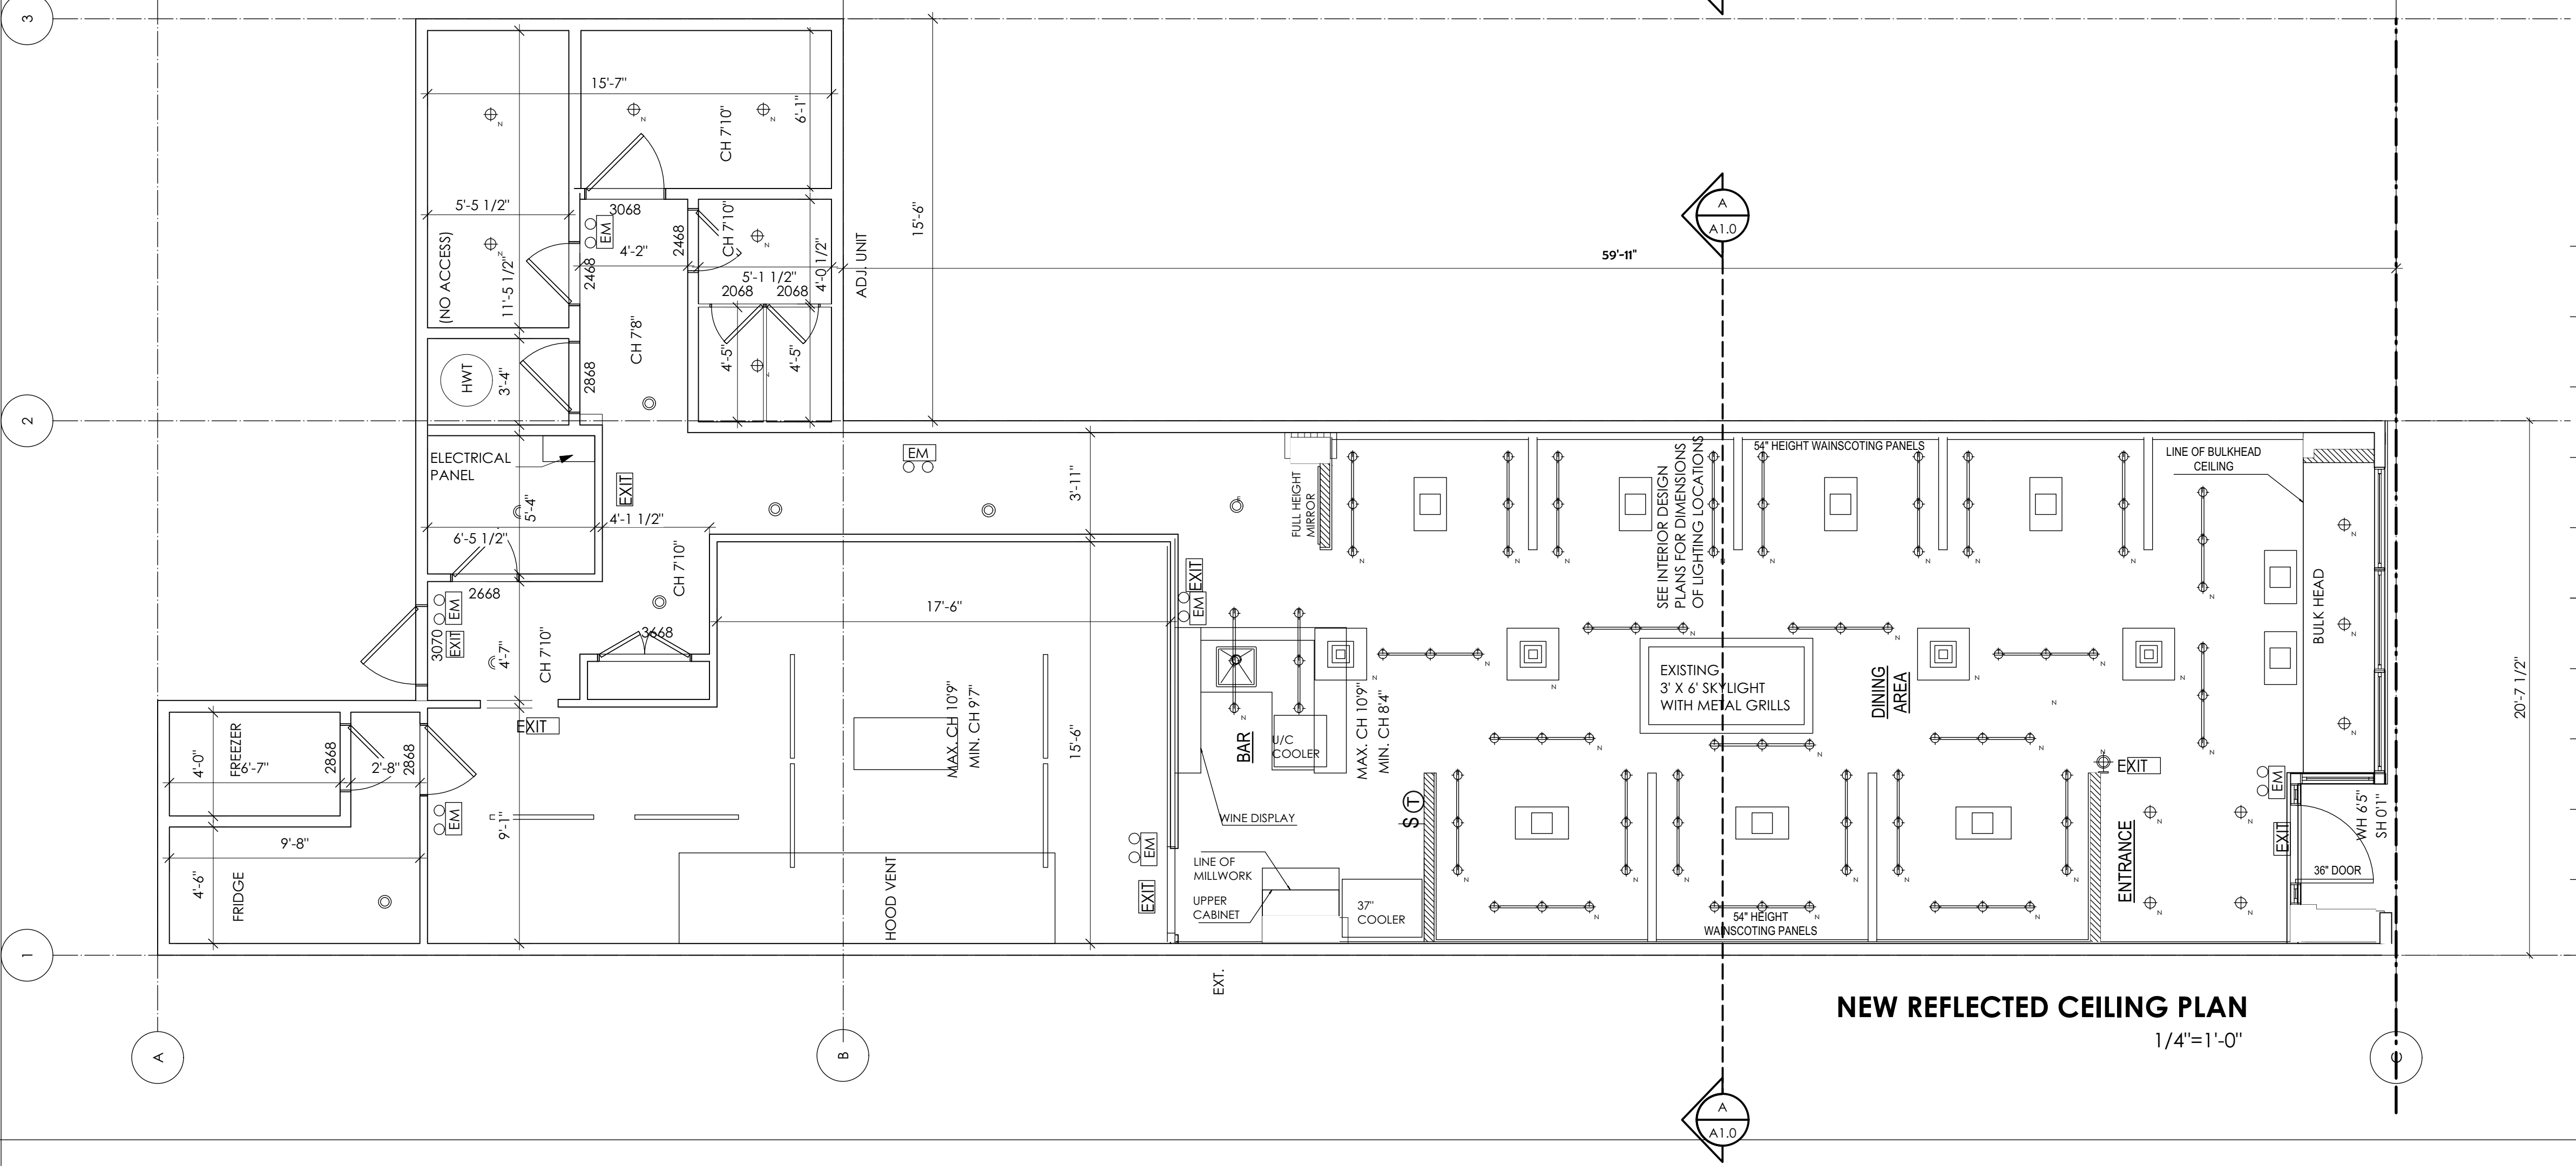 3
15'-7"
6'-1"
CH 7'10"
N
N
N
A
A1.0
5'-5 1/2"
3068
EM
4'-2"
2468
CH 7'10"
N
15'-6"
(NO ACCESS)
N
11'-5 1/2"
2468
5'-1 1/2"
4'-0 1/2"
2068
2068
ADJ. UNIT
59'-11"
CH 7'8"
HWT
3'-4"
2868
4'-5"
4'-5"
N
2
ELECTRICAL
PANEL
EXIT
EM
3'-11"
5'-4"
4'-1 1/2"
6'-5 1/2"
FULL HEIGHT
MIRROR
SEE INTERIOR DESIGN
PLANS FOR DIMENSIONS
OF LIGHTING LOCATIONS
54" HEIGHT WAINSCOTING PANELS
LINE OF BULKHEAD
CEILING
N
N
N
N
N
N
N
N
N
N
2668
EM
3070
EXIT
4'-7"
CH 7'10"
CH 7'10"
3668
17'-6"
EXIT
EM
BULK HEAD
N
N
N
N
N
N
N
N
N
N
EXISTING
3' X 6' SKYLIGHT
WITH METAL GRILLS
DINING
AREA
N
N
N
N
20'-7 1/2"
EXIT
FREEZER
4'-0"
6'-7"
2868
2'-8"
2868
MAX. CH 10'9"
MIN. CH 9'7"
15'-6"
BAR
U/C
COOLER
MAX. CH 10'9"
MIN. CH 8'4"
N
N
N
N
N
EXIT
EM
9'-8"
4'-6"
FRIDGE
EM
9'-1"
HOOD VENT
EM
EXIT
WINE DISPLAY
LINE OF
MILLWORK
UPPER
CABINET
37"
COOLER
S
T
N
N
N
N
N
N
N
N
N
54" HEIGHT
WAINSCOTING PANELS
ENTRANCE
EXIT
WH 6'5"
SH 0'1"
36" DOOR
1
EXT.
NEW REFLECTED CEILING PLAN
1/4"=1'-0"
A
B
C
A
A1.0